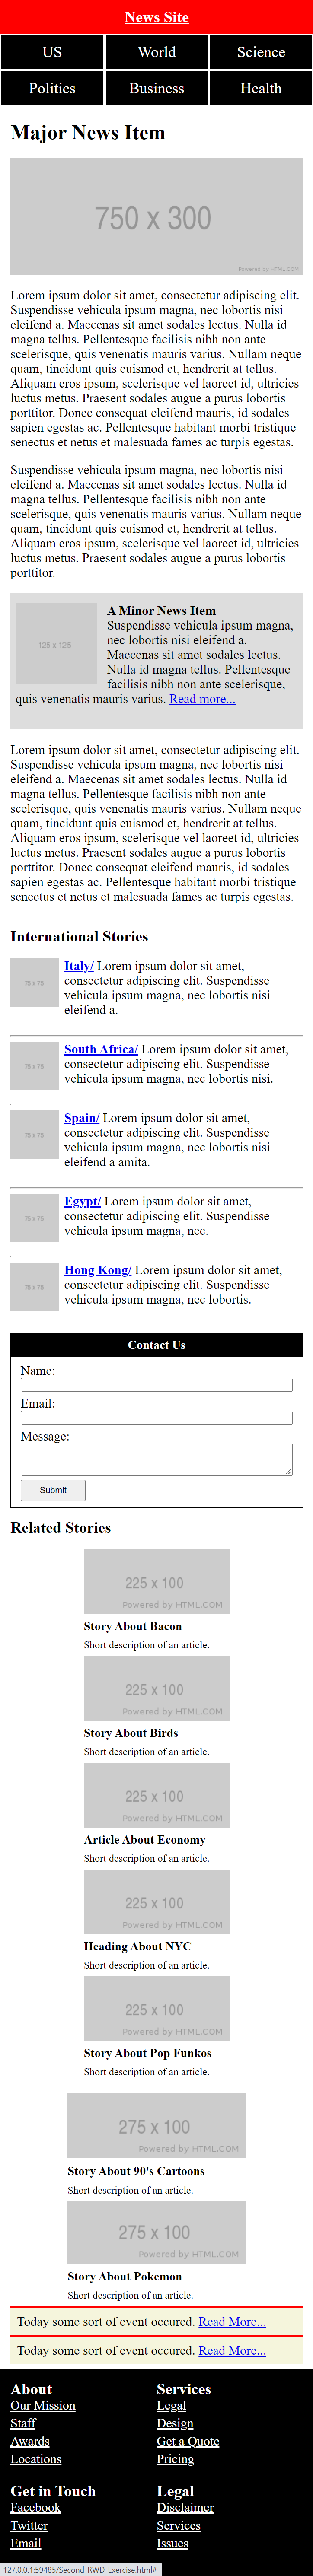 News Site
US World Science
Politics Business Health
Major News Item
750 x 300
Powered by HTML.COM
Lorem ipsum dolor sit amet, consectetur adipiscing elit.
Suspendisse vehicula ipsum magna, nec lobortis nisi
eleifend a. Maecenas sit amet sodales lectus. Nulla id
magna tellus. Pellentesque facilisis nibh non ante
scelerisque, quis venenatis mauris varius. Nullam neque
quam, tincidunt quis euismod et, hendrerit at tellus.
Aliquam eros ipsum, scelerisque vel laoreet id, ultricies
luctus metus. Praesent sodales augue a purus lobortis
porttitor. Donec consequat eleifend mauris, id sodales
sapien egestas ac. Pellentesque habitant morbi tristique
senectus et netus et malesuada fames ac turpis egestas.
Suspendisse vehicula ipsum magna, nec lobortis nisi
eleifend a. Maecenas sit amet sodales lectus. Nulla id
magna tellus. Pellentesque facilisis nibh non ante
scelerisque, quis venenatis mauris varius. Nullam neque
quam, tincidunt quis euismod et, hendrerit at tellus.
Aliquam eros ipsum, scelerisque vel laoreet id, ultricies
luctus metus. Praesent sodales augue a purus lobortis
porttitor.
125 x 125
A Minor News Item
Suspendisse vehicula ipsum magna,
nec lobortis nisi eleifend a.
Maecenas sit amet sodales lectus.
Nulla id magna tellus. Pellentesque
facilisis nibh non ante scelerisque,
quis venenatis mauris varius. Read more...
Lorem ipsum dolor sit amet, consectetur adipiscing elit.
Suspendisse vehicula ipsum magna, nec lobortis nisi
eleifend a. Maecenas sit amet sodales lectus. Nulla id
magna tellus. Pellentesque facilisis nibh non ante
scelerisque, quis venenatis mauris varius. Nullam neque
quam, tincidunt quis euismod et, hendrerit at tellus.
Aliquam eros ipsum, scelerisque vel laoreet id, ultricies
luctus metus. Praesent sodales augue a purus lobortis
porttitor. Donec consequat eleifend mauris, id sodales
sapien egestas ac. Pellentesque habitant morbi tristique
senectus et netus et malesuada fames ac turpis egestas.
International Stories
75 x 75
Italy/ Lorem ipsum dolor sit amet,
consectetur adipiscing elit. Suspendisse
vehicula ipsum magna, nec lobortis nisi
eleifend a.
75 x 75
South Africa/ Lorem ipsum dolor sit amet,
consectetur adipiscing elit. Suspendisse
vehicula ipsum magna, nec lobortis nisi.
75 x 75
Spain/ Lorem ipsum dolor sit amet,
consectetur adipiscing elit. Suspendisse
vehicula ipsum magna, nec lobortis nisi
eleifend a amita.
75 x 75
Egypt/ Lorem ipsum dolor sit amet,
consectetur adipiscing elit. Suspendisse
vehicula ipsum magna, nec.
75 x 75
Hong Kong/ Lorem ipsum dolor sit amet,
consectetur adipiscing elit. Suspendisse
vehicula ipsum magna, nec lobortis.
Contact Us
Name:
Email:
Message:
Submit
Related Stories
225 x 100
Powered by HTML.COM
Story About Bacon
Short description of an article.
225 x 100
Powered by HTML.COM
Story About Birds
Short description of an article.
225 x 100
Powered by HTML.COM
Article About Economy
Short description of an article.
225 x 100
Powered by HTML.COM
Heading About NYC
Short description of an article.
225 x 100
Powered by HTML.COM
Story About Pop Funkos
Short description of an article.
275 x 100
Powered by HTML.COM
Story About 90's Cartoons
Short description of an article.
275 x 100
Powered by HTML.COM
Story About Pokemon
Short description of an article.
Today some sort of event occured. Read More...
Today some sort of event occured. Read More...
About Services
Our Mission Legal
Staff Design
Awards Get a Quote
Locations Pricing
Get in Touch Legal
Facebook Disclaimer
Twitter Services
Email Issues
127.0.0.1:59485/Second-RWD-Exercise.html#